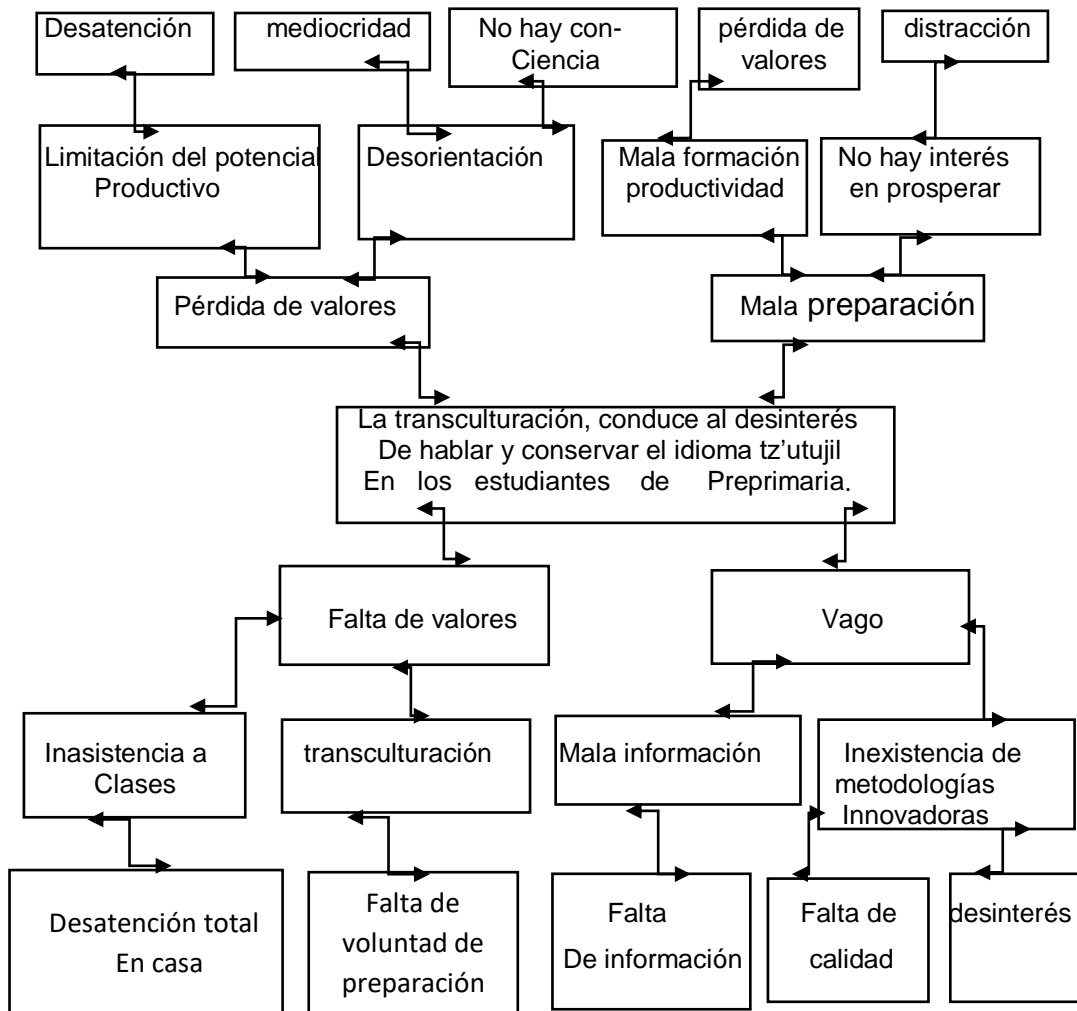 Desatención
mediocridad
No hay con-
Ciencia
pérdida de
valores
distracción
Limitación del potencial
Productivo
Desorientación
Mala formación
productividad
No hay interés
en prosperar
Pérdida de valores
Mala preparación
La transculturación, conduce al desinterés
De hablar y conservar el idioma tz’utujil
En los estudiantes de Preprimaria.
Falta de valores
Vago
Inasistencia a
Clases
transculturación
Mala información
Inexistencia de
metodologías
Innovadoras
Desatención total
En casa
Falta de
voluntad de
preparación
Falta
De información
Falta de
calidad
desinterés